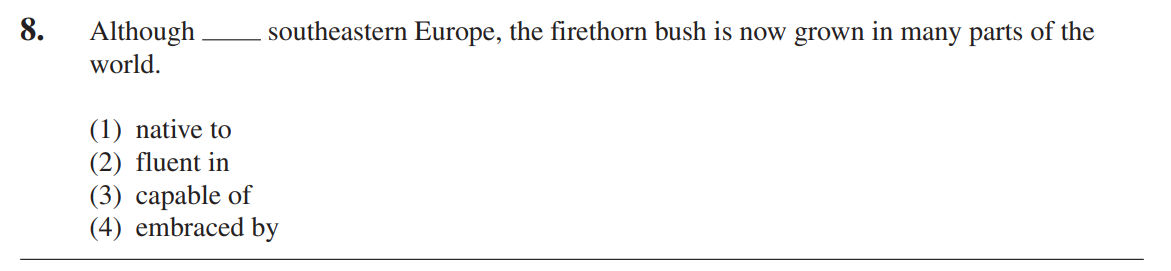 8. Although ____ southeastern Europe, the firethorn bush is now grown in many parts of the
world.
(1) native to
(2) fluent in
(3) capable of
(4) embraced by